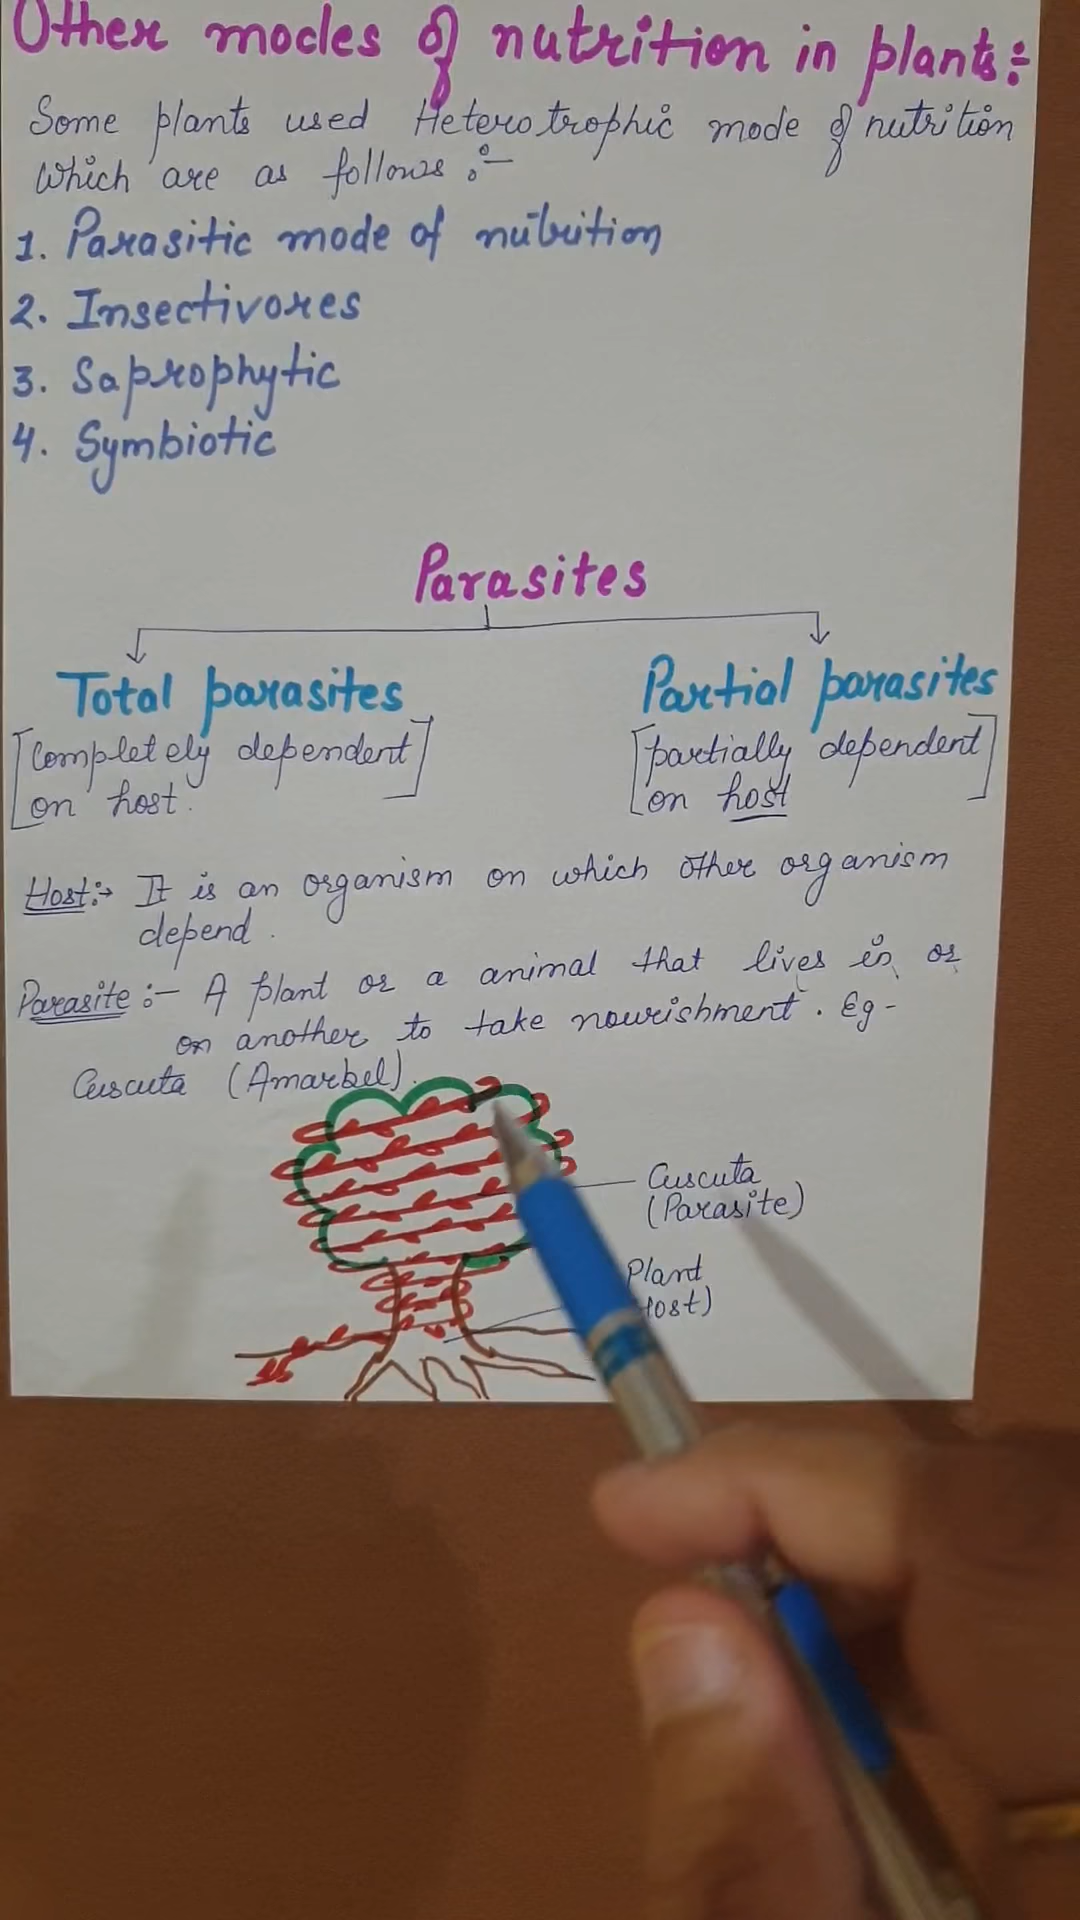 Other modes of nutrition in plants:-
Some plants used Heterotrophic mode of nutrition
which are as follows :-
1. Parasitic mode of nutrition
2. Insectivores
3. Saprophytic
4. Symbiotic
Parasites
Total parasites
[completely dependent
on host.]
Partial parasites
[partially dependent
on host]
Host:→ It is an organism on which other organism
depend.
Parasite :- A plant or a animal that lives in or
on another to take nourishment. Eg-
Cuscuta (Amarbel).
Cuscuta
(Parasite)
Plant
ost)